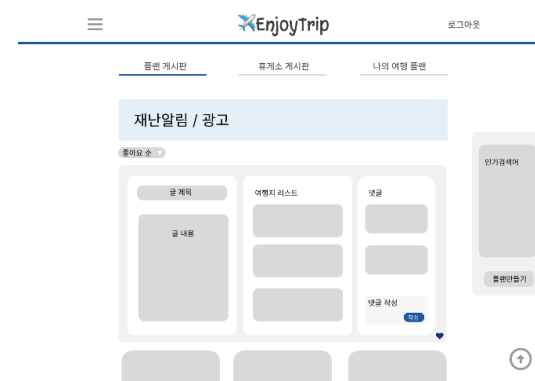 EnjoyTrip
로그아웃
플랜 게시판
휴게소 게시판
나의 여행 플랜
재난알림 / 광고
좋아요 순
글 제목
여행지 리스트
댓글
글 내용
댓글 작성
작성
인기검색어
플랜만들기